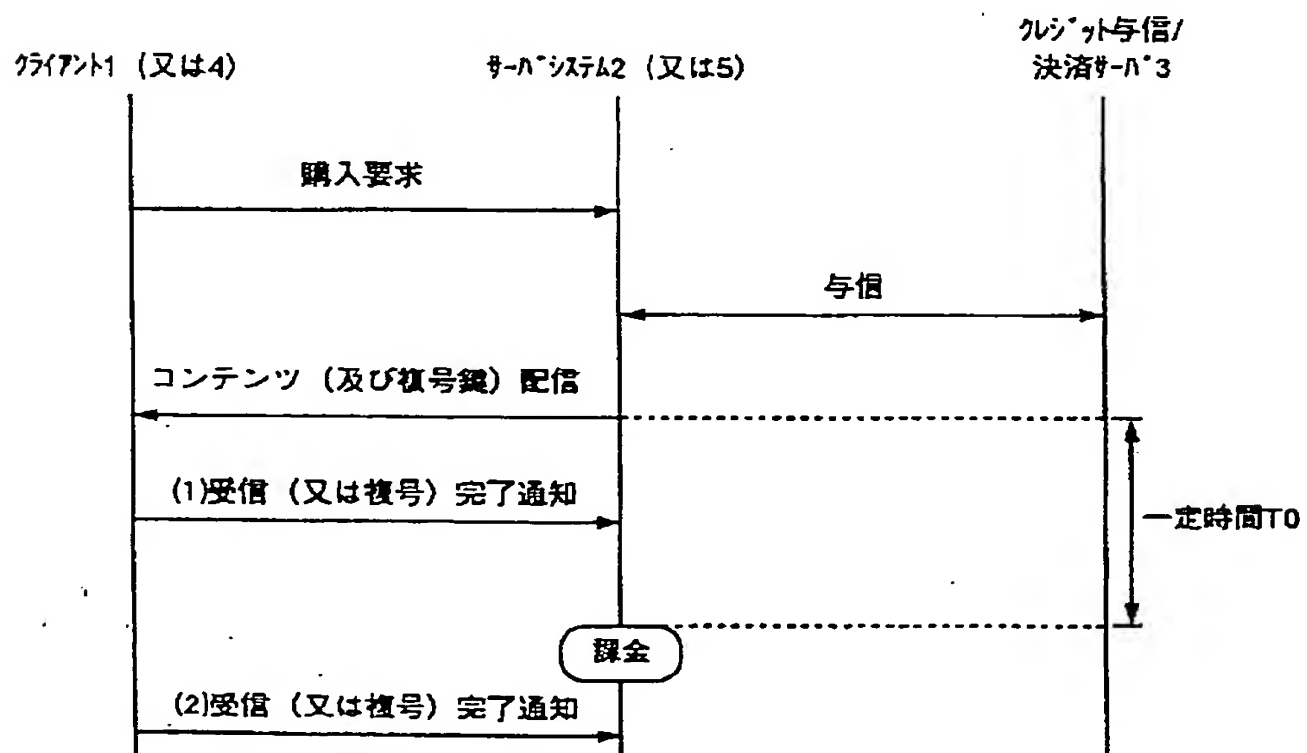 クライアント1 (又は4)
サーバシステム2 (又は5)
クレジット与信/
決済サーバ3
購入要求
与信
コンテンツ (及び復号鍵) 配信
(1)受信 (又は復号) 完了通知
一定時間T0
課金
(2)受信 (又は復号) 完了通知